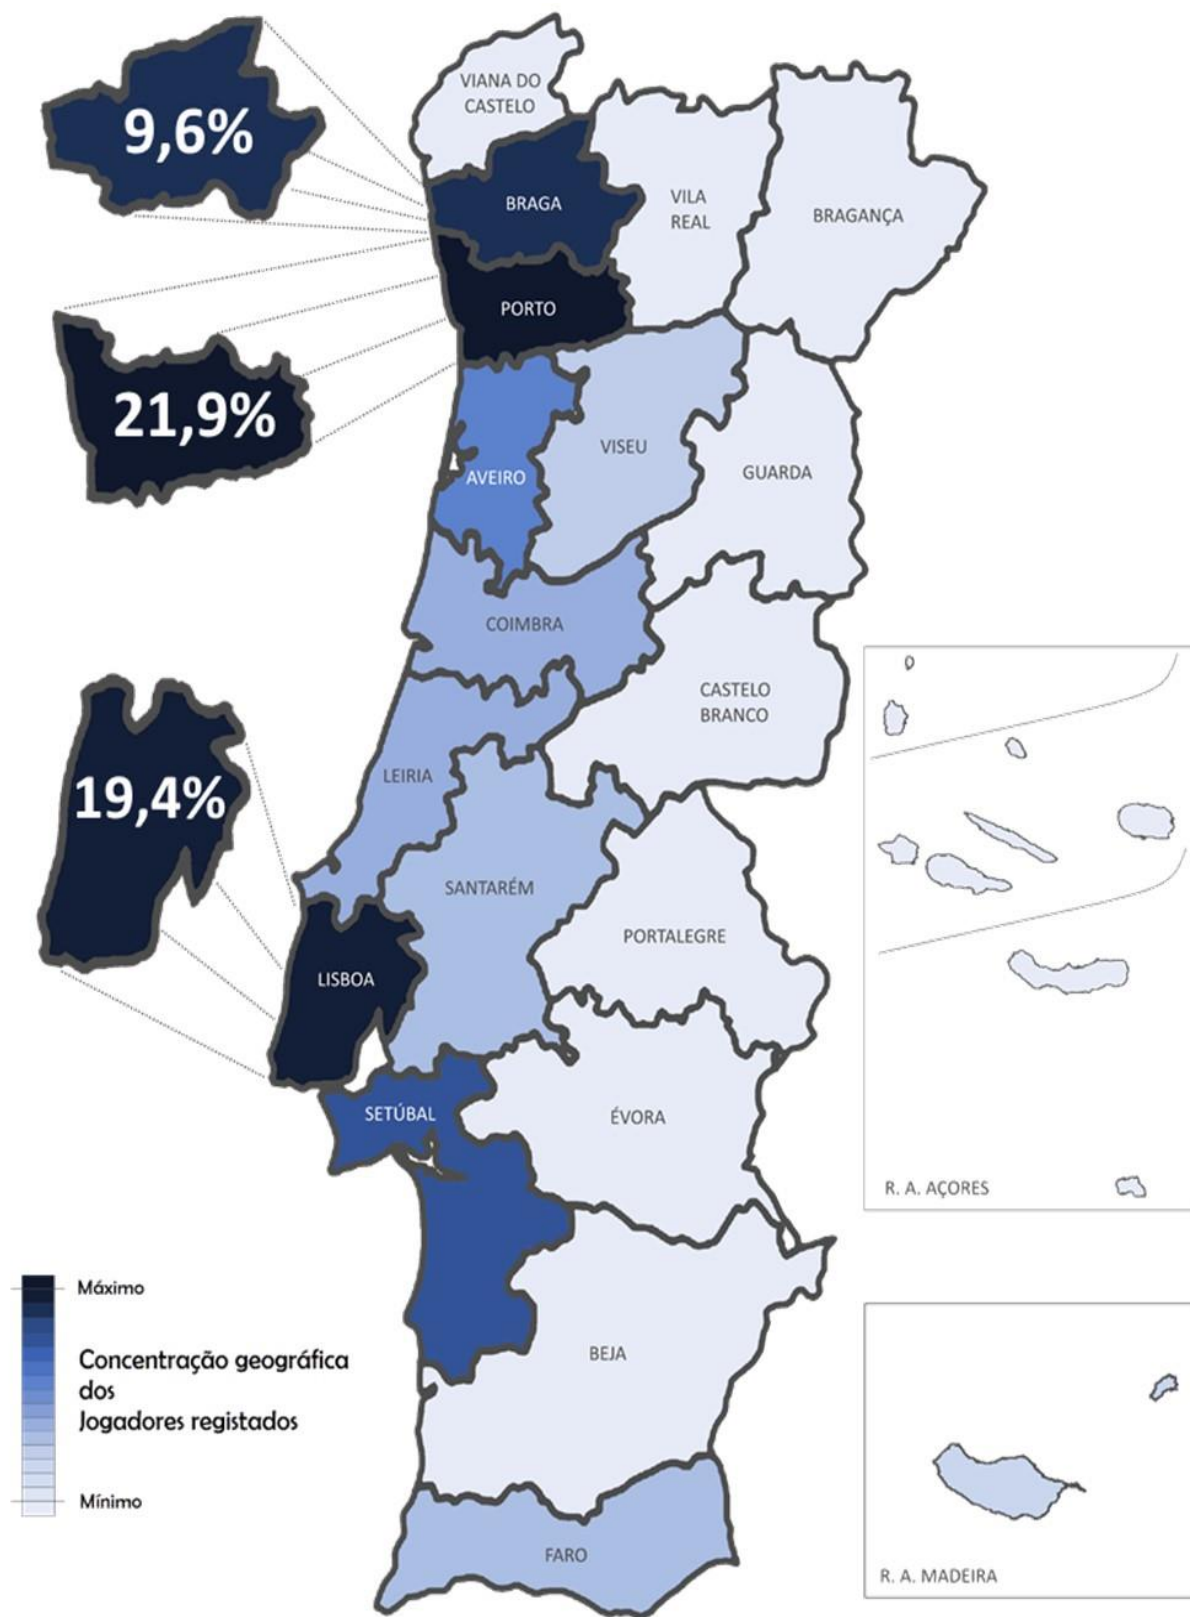 VIANA DO
CASTELO
9,6%
BRAGA
VILA
REAL
BRAGANÇA
PORTO
21,9%
VISEU
GUARDA
AVEIRO
COIMBRA
CASTELO
BRANCO
LEIRIA
19,4%
SANTARÉM
PORTALEGRE
LISBOA
SETÚBAL
ÉVORA
R. A. AÇORES
Máximo
Concentração geográfica
dos
Jogadores registados
Mínimo
BEJA
FARO
R. A. MADEIRA